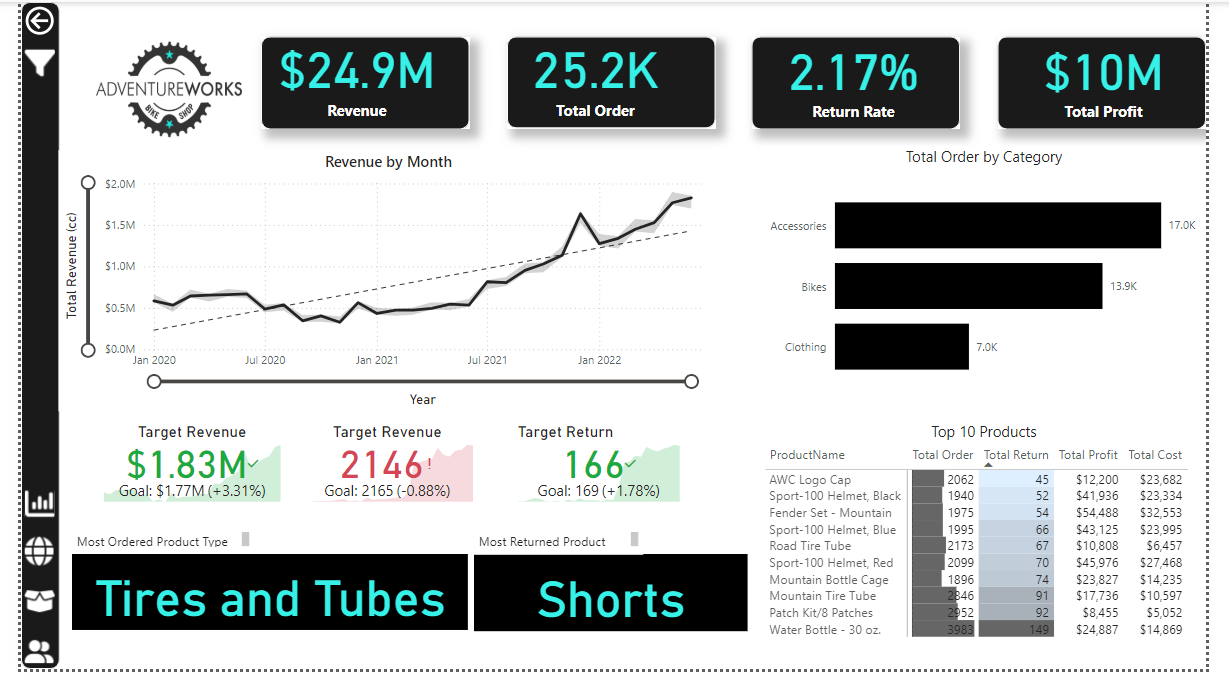 ADVENTUREWORKS
BIKE SHOP
$24.9M
Revenue
25.2K
Total Order
2.17%
Return Rate
$10M
Total Profit
Revenue by Month
Total Revenue (cc)
$2.0M
$1.5M
$1.0M
$0.5M
$0.0M
Jan 2020 Jul 2020 Jan 2021 Jul 2021 Jan 2022
Year
Total Order by Category
Accessories 17.0K
Bikes 13.9K
Clothing 7.0K
Target Revenue
$1.83M
Goal: $1.77M (+3.31%)
Target Revenue
2146!
Goal: 2165 (-0.88%)
Target Return
166
Goal: 169 (+1.78%)
Most Ordered Product Type
Tires and Tubes
Most Returned Product
Shorts
Top 10 Products
ProductName Total Order Total Return Total Profit Total Cost
AWC Logo Cap 2062 45 $12,200 $23,682
Sport-100 Helmet, Black 1940 52 $41,936 $23,334
Fender Set - Mountain 1975 54 $54,488 $32,553
Sport-100 Helmet, Blue 1995 66 $43,125 $23,995
Road Tire Tube 2173 67 $10,808 $6,457
Sport-100 Helmet, Red 2099 70 $45,976 $27,468
Mountain Bottle Cage 1896 74 $23,827 $14,235
Mountain Tire Tube 2846 91 $17,736 $10,597
Patch Kit/8 Patches 2952 92 $8,455 $5,052
Water Bottle - 30 oz. 3983 149 $24,887 $14,869